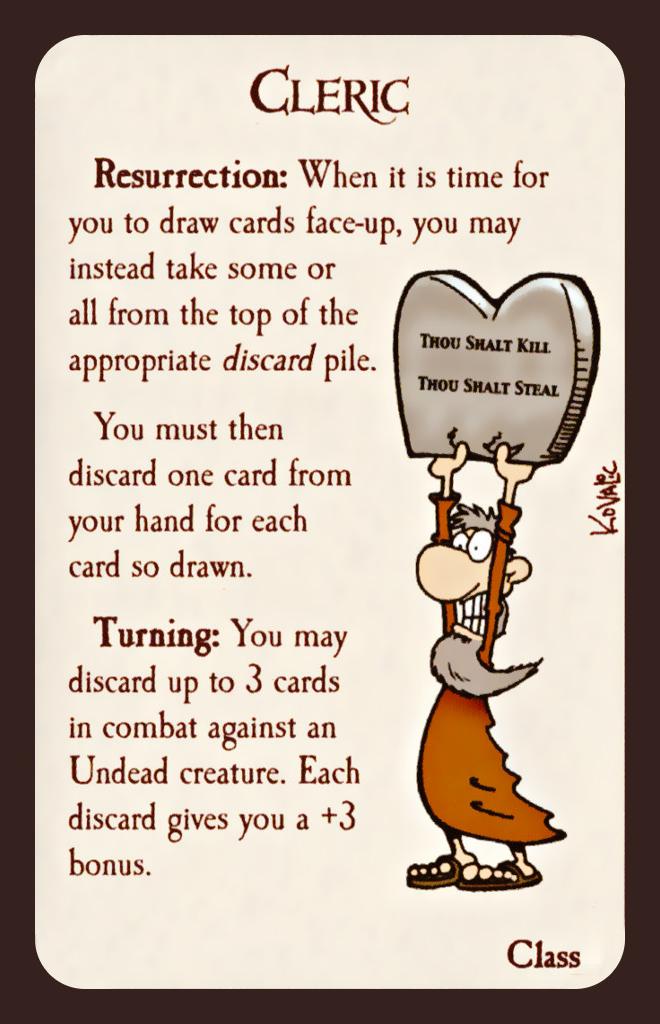 CLERIC
Resurrection: When it is time for
you to draw cards face-up, you may
instead take some or
all from the top of the
appropriate discard pile.
You must then
discard one card from
your hand for each
card so drawn.
Turning: You may
discard up to 3 cards
in combat against an
Undead creature. Each
discard gives you a +3
bonus.
THOU SHALT KILL
THOU SHALT STEAL
KOVALIC
Class